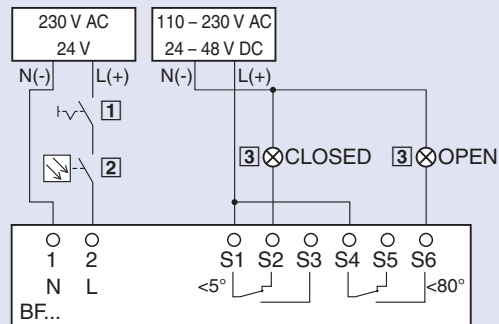 230 V AC
24 V
110 – 230 V AC
24 – 48 V DC
N(-) L(+) N(-) L(+)
1
2
3 CLOSED 3 OPEN
1 2 S1 S2 S3 S4 S5 S6
N L <5° <80°
BF...